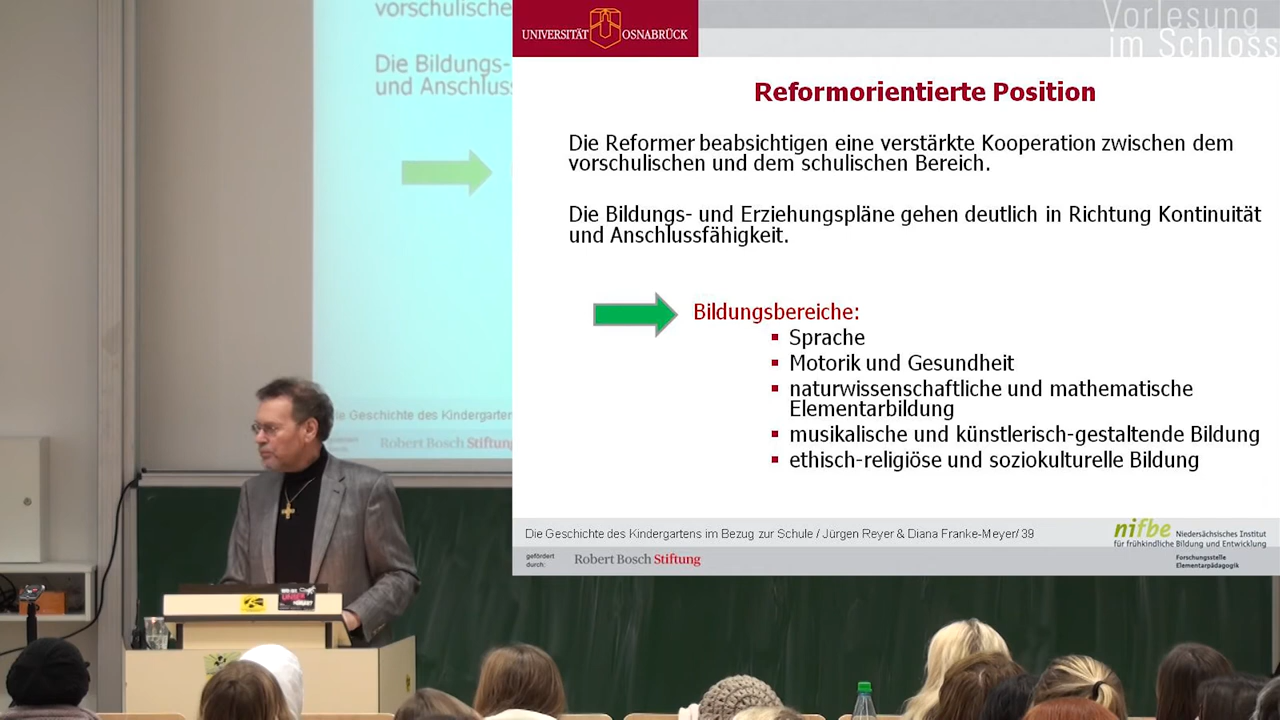 vorschulische
Die Bildungs-
und Anschluss
die Geschichte des Kindergarten
Robert Bosch Stiftung
UNIVERSITÄT OSNABRÜCK
Vorlesung
im Schloss
Reformorientierte Position
Die Reformer beabsichtigen eine verstärkte Kooperation zwischen dem
vorschulischen und dem schulischen Bereich.
Die Bildungs- und Erziehungspläne gehen deutlich in Richtung Kontinuität
und Anschlussfähigkeit.
Bildungsbereiche:
Sprache
Motorik und Gesundheit
naturwissenschaftliche und mathematische
Elementarbildung
musikalische und künstlerisch-gestaltende Bildung
ethisch-religiöse und soziokulturelle Bildung
Die Geschichte des Kindergartens im Bezug zur Schule / Jürgen Reyer & Diana Franke-Meyer/ 39
nifbe Niedersächsisches Institut
für frühkindliche Bildung und Entwicklung
Forschungsstelle
Elementarpädagogik
gefördert
durch:
Robert Bosch Stiftung